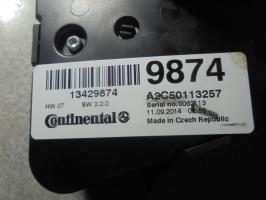 9874
13429874
A2C50113257
HW 07 SW 2.2.0
Serial no.0062113
11.09.2014
Continental
Made in Czech Republic